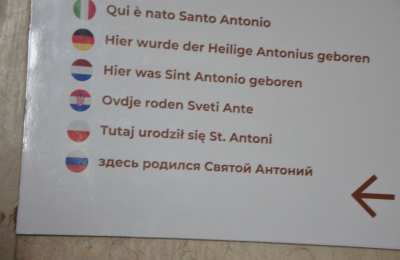 Qui è nato Santo Antonio
Hier wurde der Heilige Antonius geboren
Hier was Sint Antonio geboren
Ovdje roden Sveti Ante
Tutaj urodził się St. Antoni
здесь родился Святой Антоний